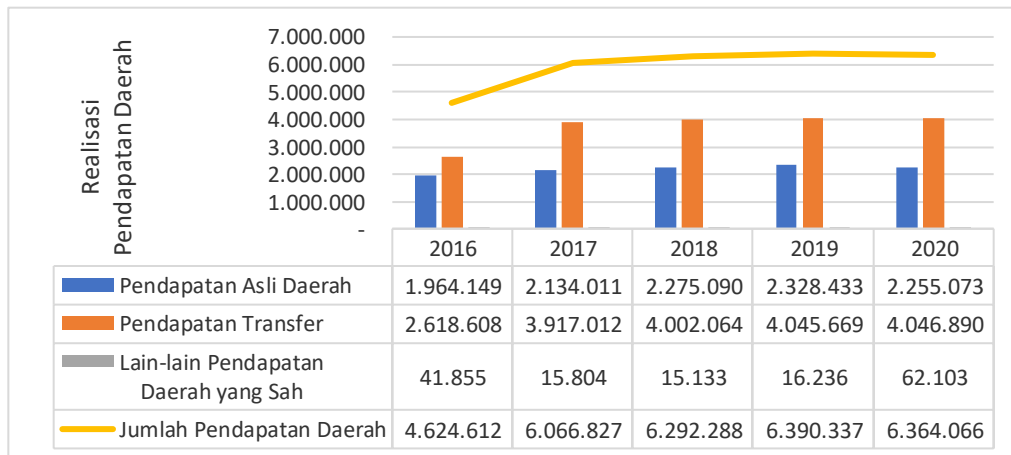 Realisasi
Pendapatan Daerah
7.000.000
6.000.000
5.000.000
4.000.000
3.000.000
2.000.000
1.000.000
-
2016 2017 2018 2019 2020
Pendapatan Asli Daerah 1.964.149 2.134.011 2.275.090 2.328.433 2.255.073
Pendapatan Transfer 2.618.608 3.917.012 4.002.064 4.045.669 4.046.890
Lain-lain Pendapatan
Daerah yang Sah 41.855 15.804 15.133 16.236 62.103
Jumlah Pendapatan Daerah 4.624.612 6.066.827 6.292.288 6.390.337 6.364.066